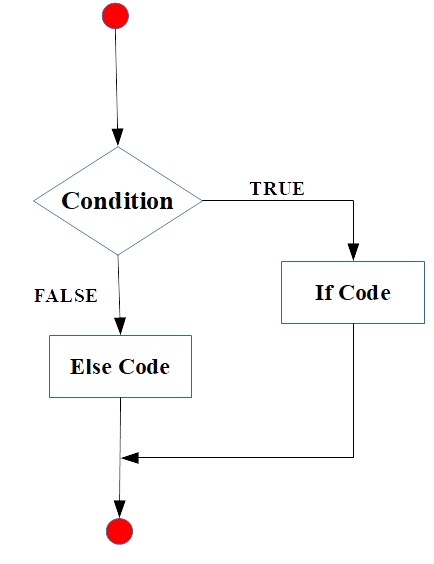 TRUE
Condition
If Code
FALSE
Else Code